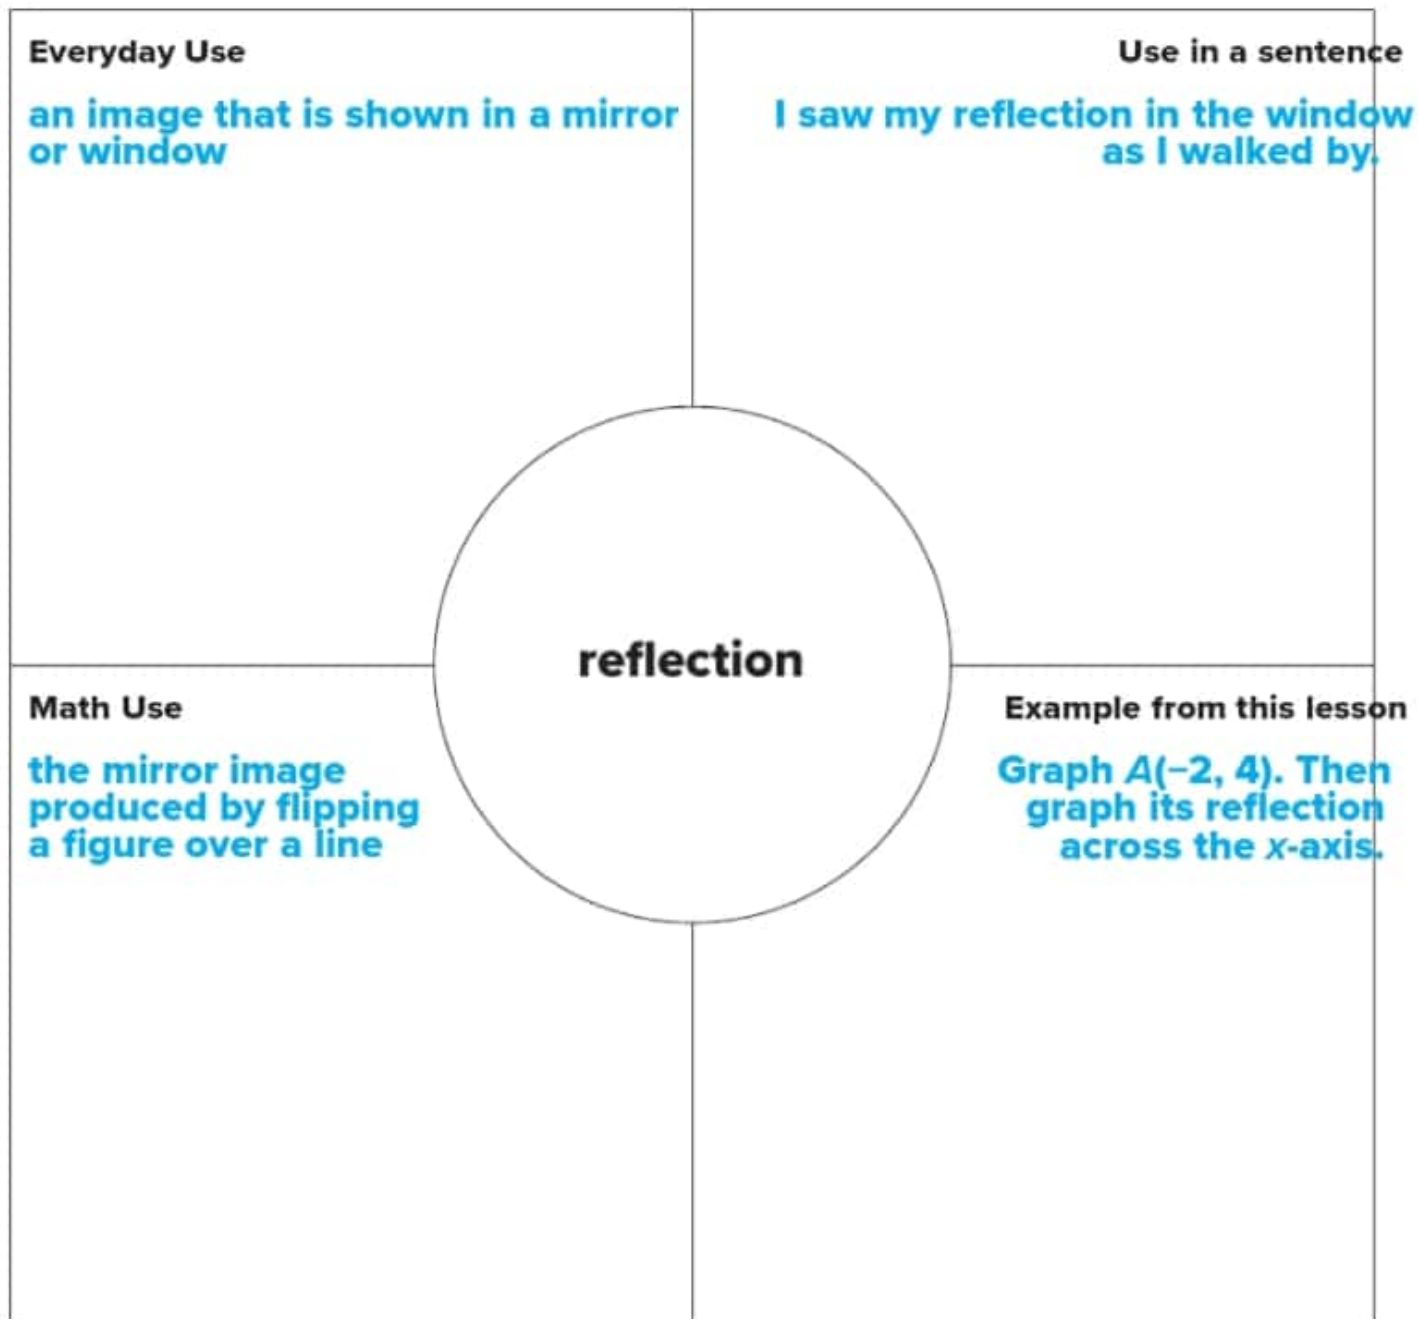 Everyday Use
an image that is shown in a mirror
or window
Use in a sentence
I saw my reflection in the window
as I walked by.
reflection
Math Use
the mirror image
produced by flipping
a figure over a line
Example from this lesson
Graph A(−2, 4). Then
graph its reflection
across the x-axis.